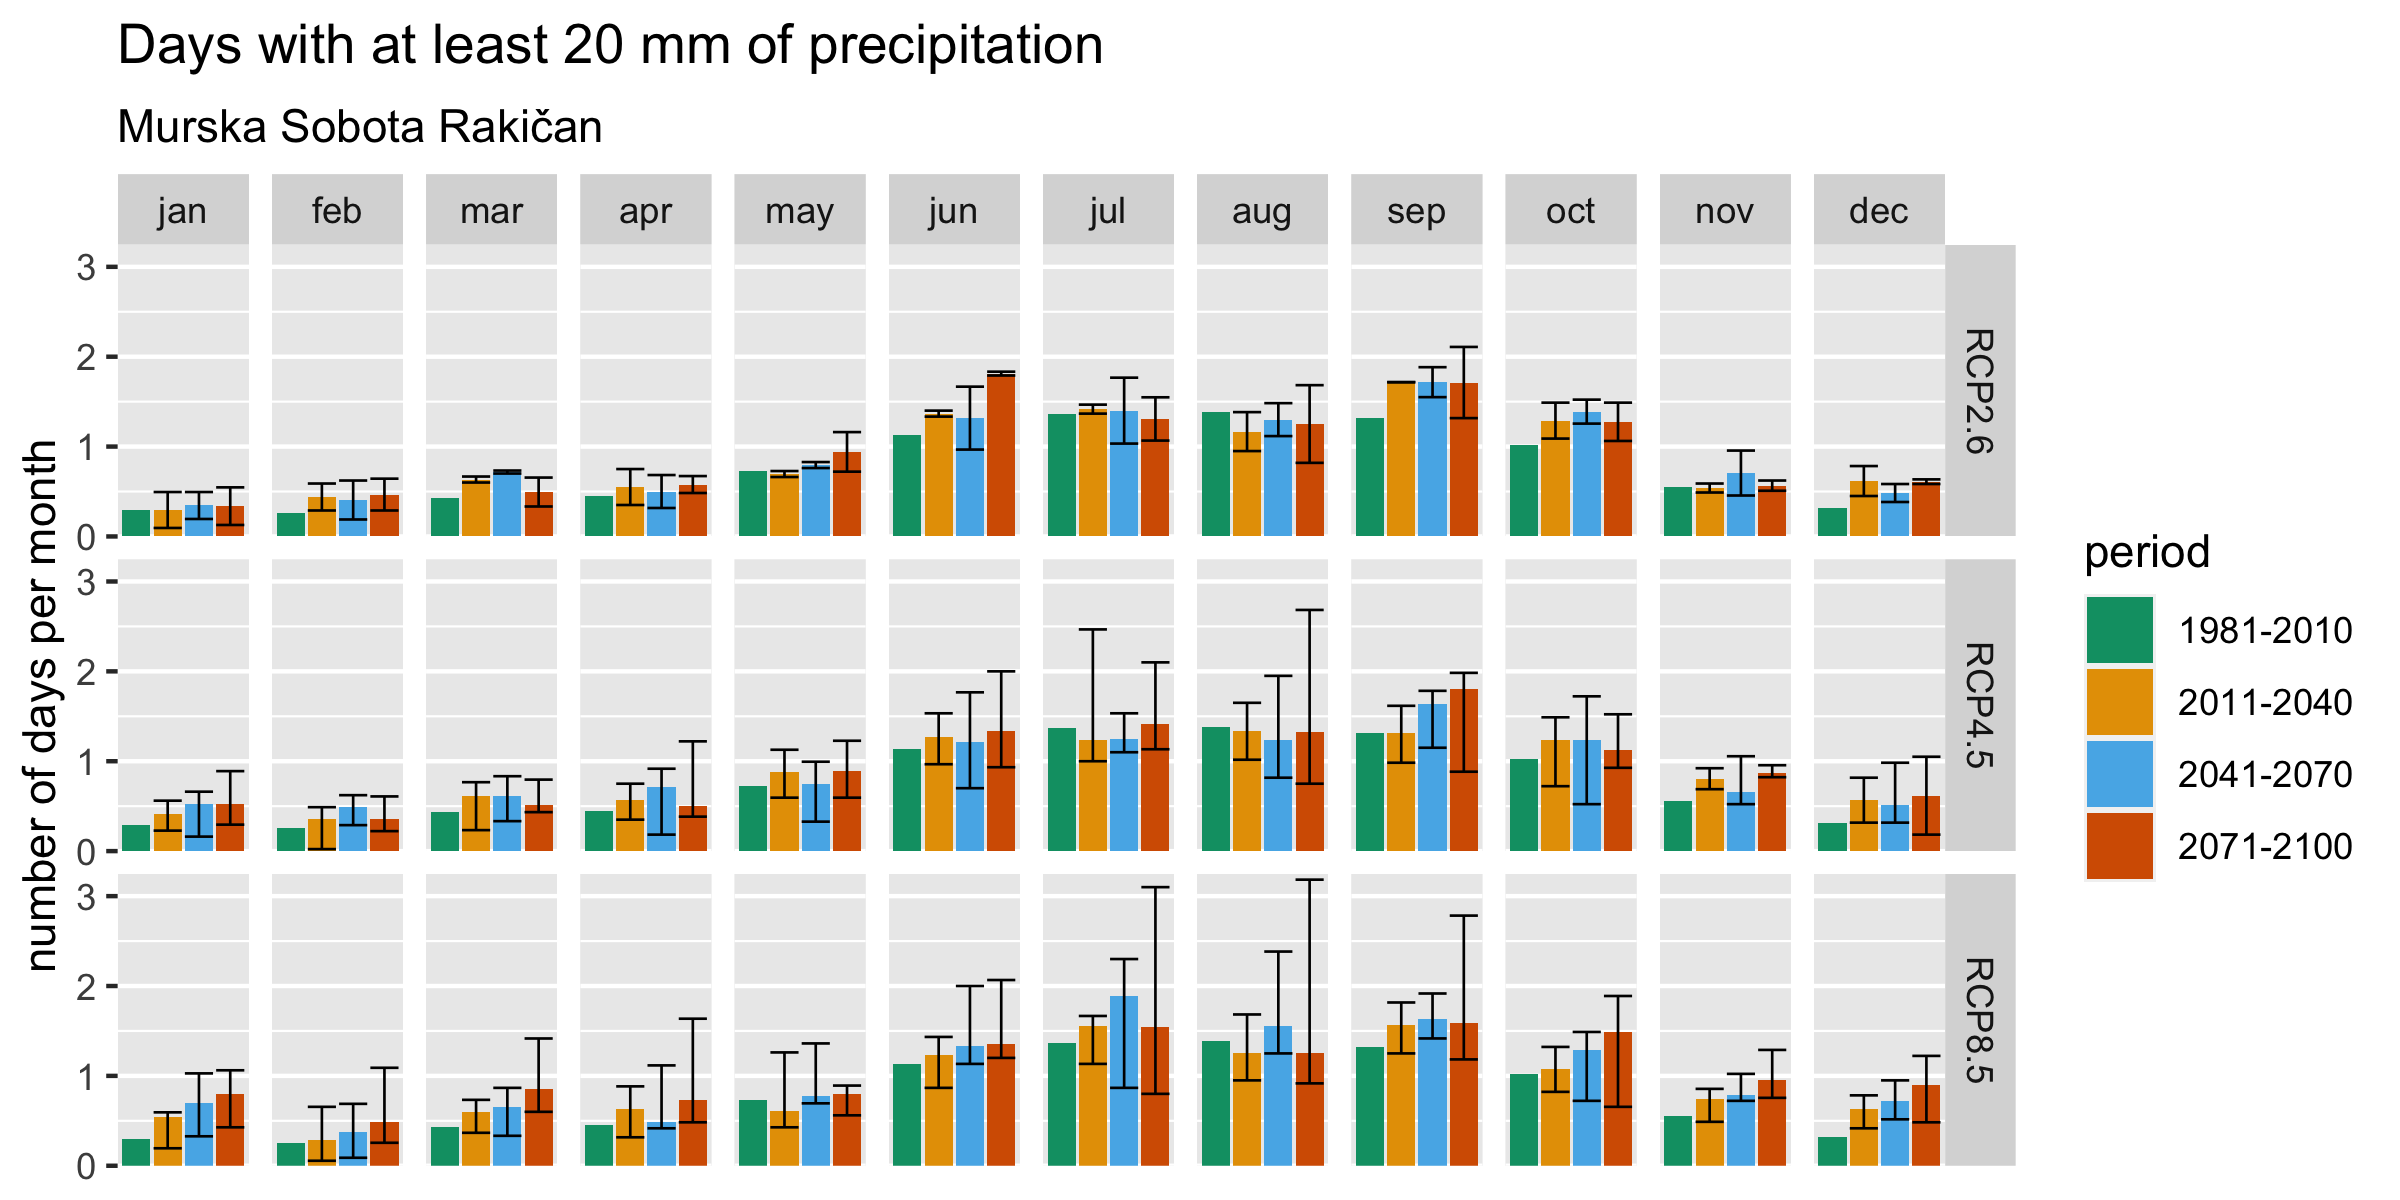 Days with at least 20 mm of precipitation
Murska Sobota Rakičan
jan feb mar apr may jun jul aug sep oct nov dec
3
2
1
0
RCP2.6
3
2
1
0
RCP4.5
3
2
1
0
RCP8.5
number of days per month
period
1981-2010
2011-2040
2041-2070
2071-2100